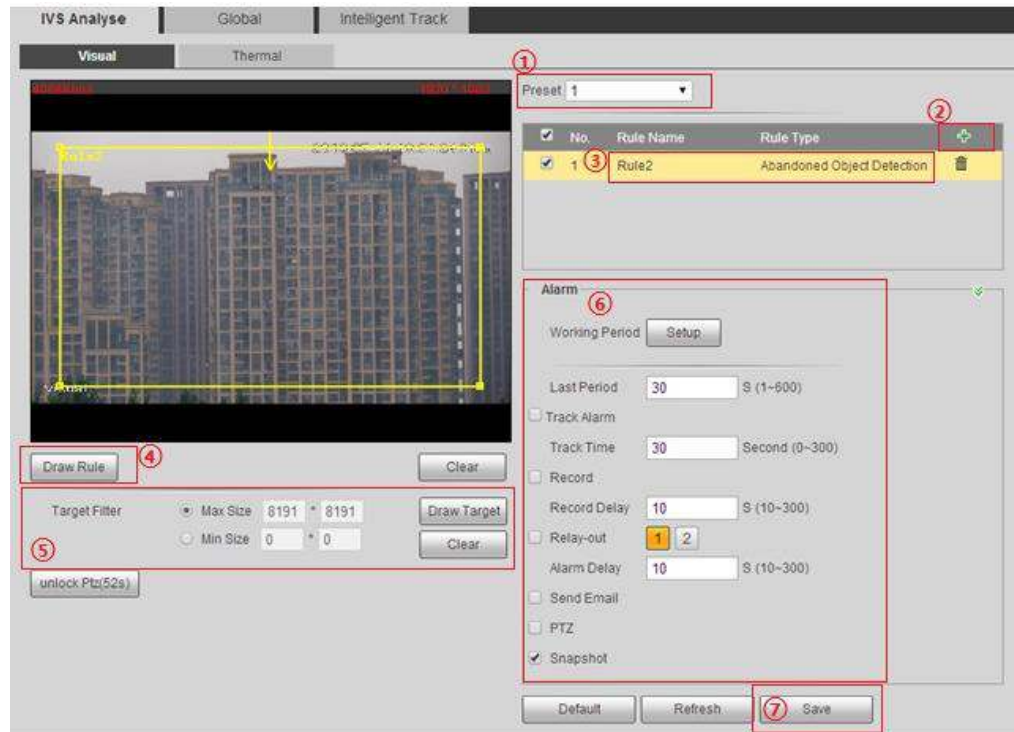 IVS Analyse Global Intelligent Track
Visual Thermal
①
Preset 1
②
No. Rule Name Rule Type
1 ③ Rule2 Abandoned Object Detection
Rule2
Alarm
⑥
Working Period Setup
Last Period 30 S (1~600)
Track Alarm
Track Time 30 Second (0~300)
Record
Record Delay 10 S (10~300)
Relay-out 1 2
Alarm Delay 10 S (10~300)
Send Email
PTZ
Snapshot
Draw Rule ④ Clear
Target Filter Max Size 8191 * 8191 Draw Target
⑤ Min Size 0 * 0 Clear
unlock Ptz(52s)
Default Refresh ⑦ Save